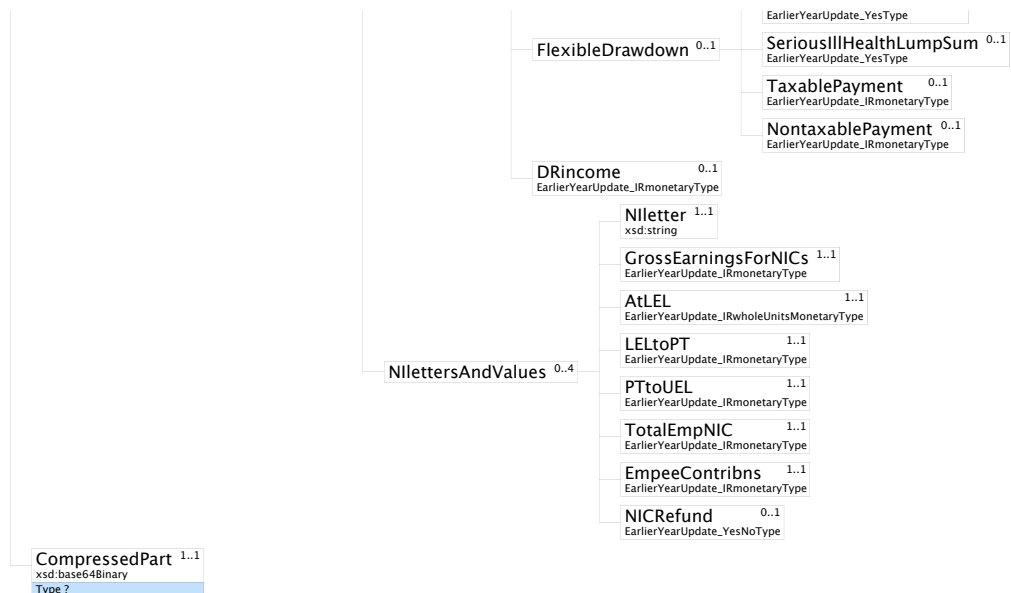 EarlierYearUpdate_YesType
FlexibleDrawdown 0..1
SeriousIllHealthLumpSum 0..1
EarlierYearUpdate_YesType
TaxablePayment 0..1
EarlierYearUpdate_IRmonetaryType
NontaxablePayment 0..1
EarlierYearUpdate_IRmonetaryType
DRincome 0..1
EarlierYearUpdate_IRmonetaryType
NIletter 1..1
xsd:string
GrossEarningsForNICs 1..1
EarlierYearUpdate_IRmonetaryType
AtLEL 1..1
EarlierYearUpdate_IRwholeUnitsMonetaryType
LELtoPT 1..1
EarlierYearUpdate_IRmonetaryType
NIlettersAndValues 0..4
PTtoUEL 1..1
EarlierYearUpdate_IRmonetaryType
TotalEmpNIC 1..1
EarlierYearUpdate_IRmonetaryType
EmpeeContribns 1..1
EarlierYearUpdate_IRmonetaryType
NICRefund 0..1
EarlierYearUpdate_YesNoType
CompressedPart 1..1
xsd:base64Binary
Type ?